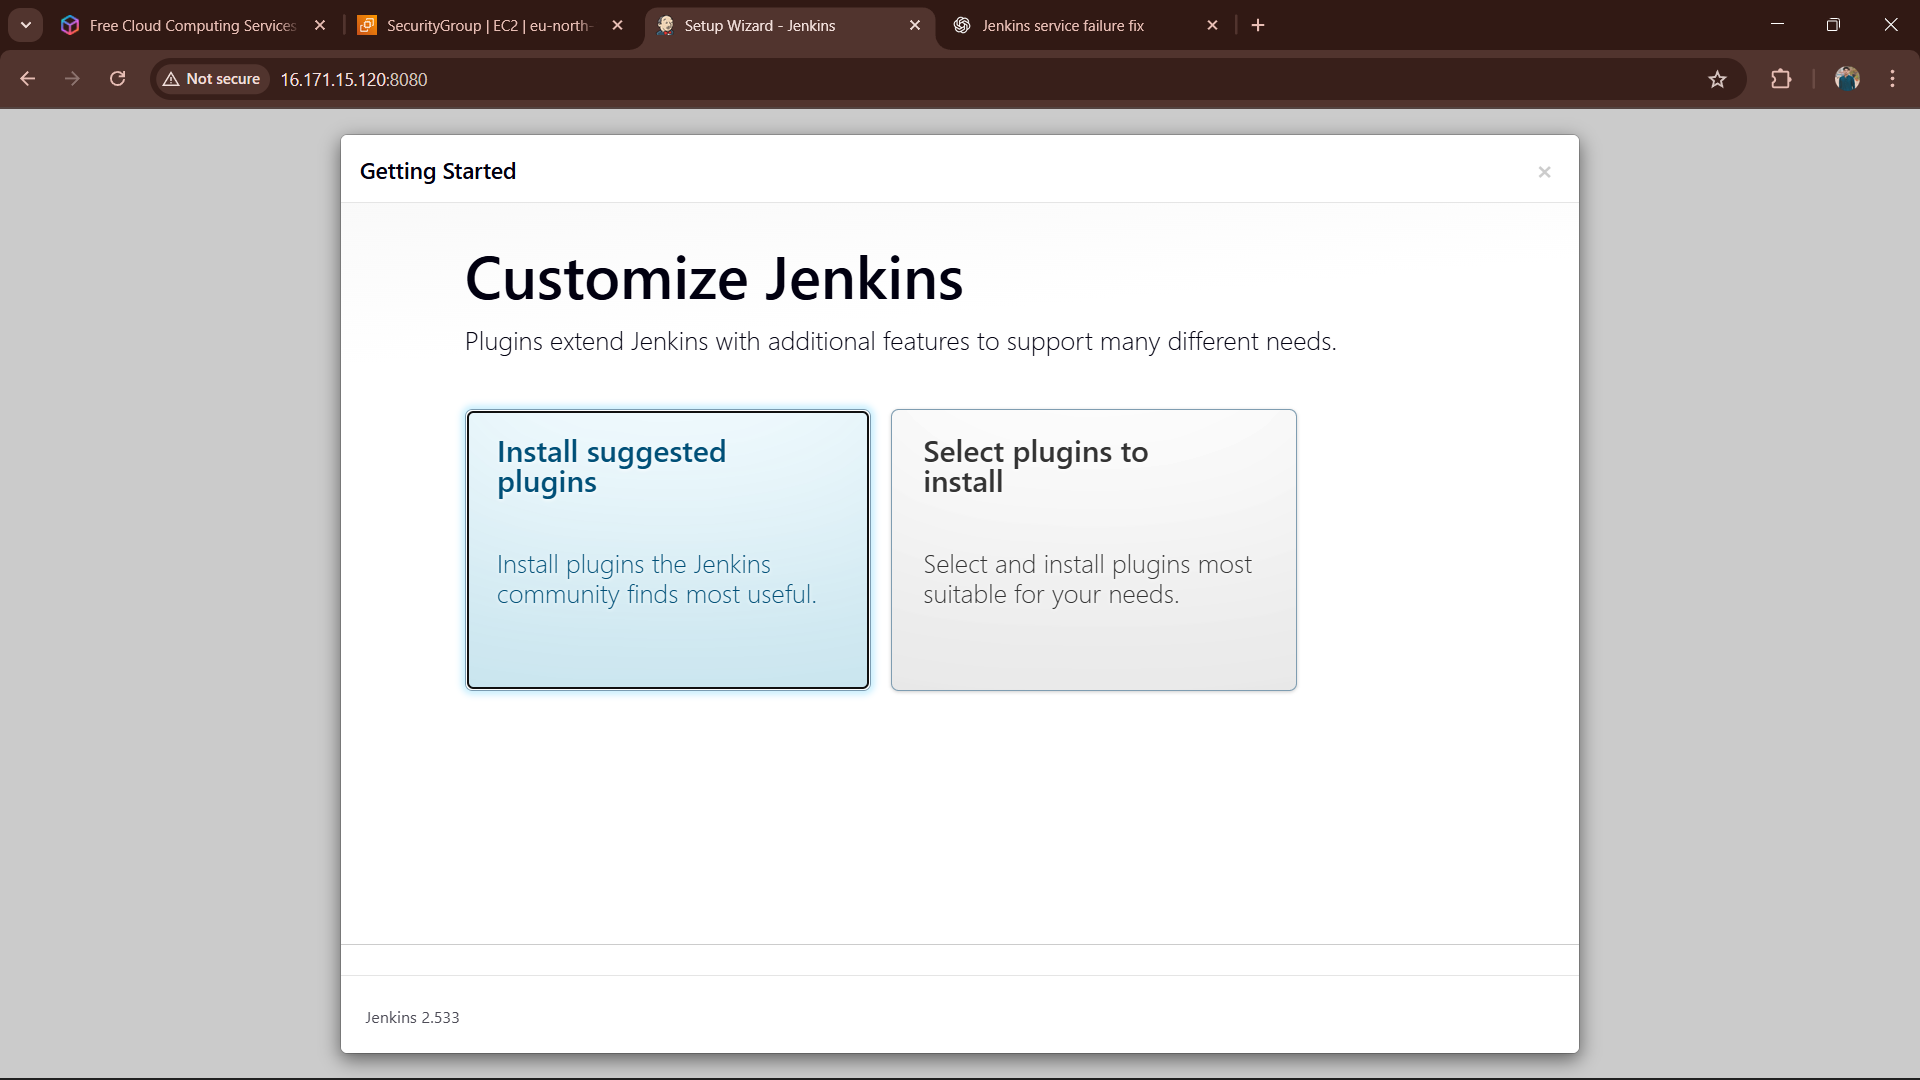 Free Cloud Computing Services
SecurityGroup | EC2 | eu-north-
Setup Wizard - Jenkins
Jenkins service failure fix
Not secure
16.171.15.120:8080
Getting Started
Customize Jenkins
Plugins extend Jenkins with additional features to support many different needs.
Install suggested
plugins
Install plugins the Jenkins
community finds most useful.
Select plugins to
install
Select and install plugins most
suitable for your needs.
Jenkins 2.533